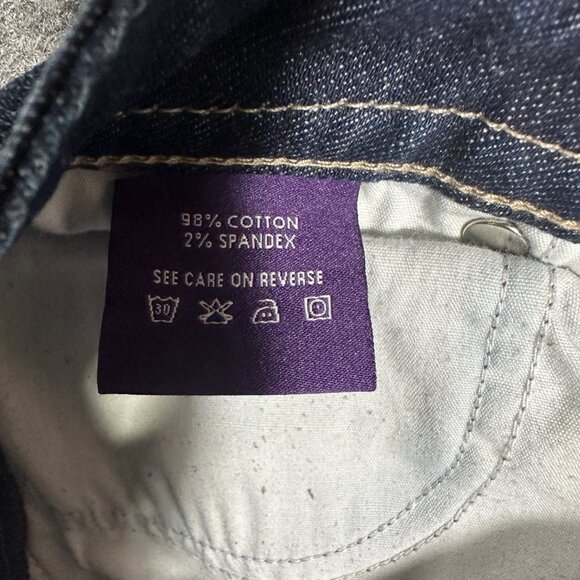 98% COTTON
2% SPANDEX
SEE CARE ON REVERSE
30